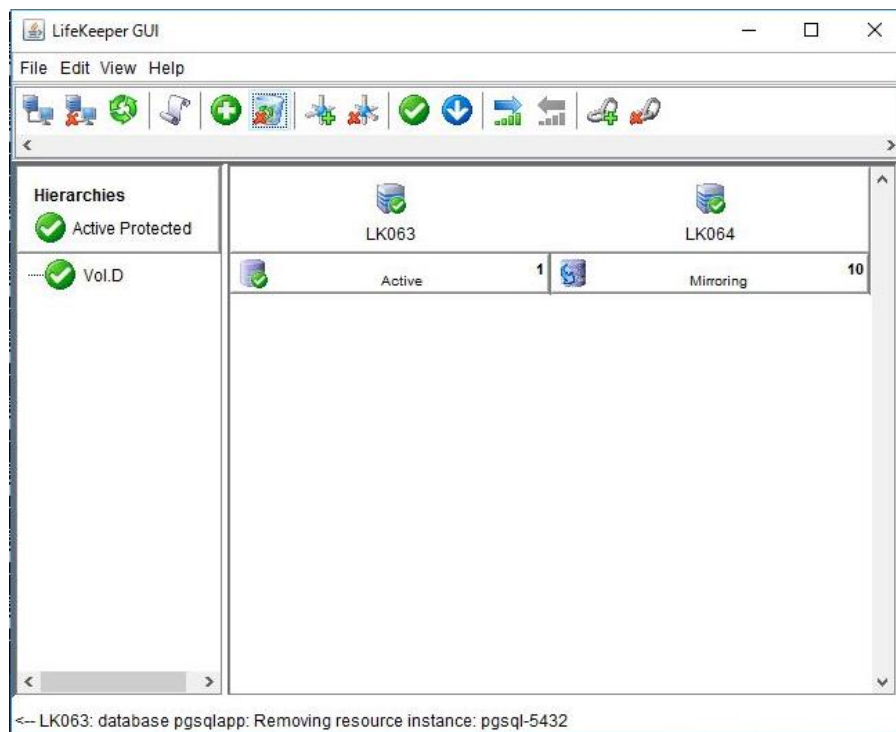 LifeKeeper GUI
File Edit View Help
Hierarchies
Active Protected
LK063
LK064
Vol.D
Active 1
Mirroring 10
<-- LK063: database pgsqlapp: Removing resource instance: pgsql-5432